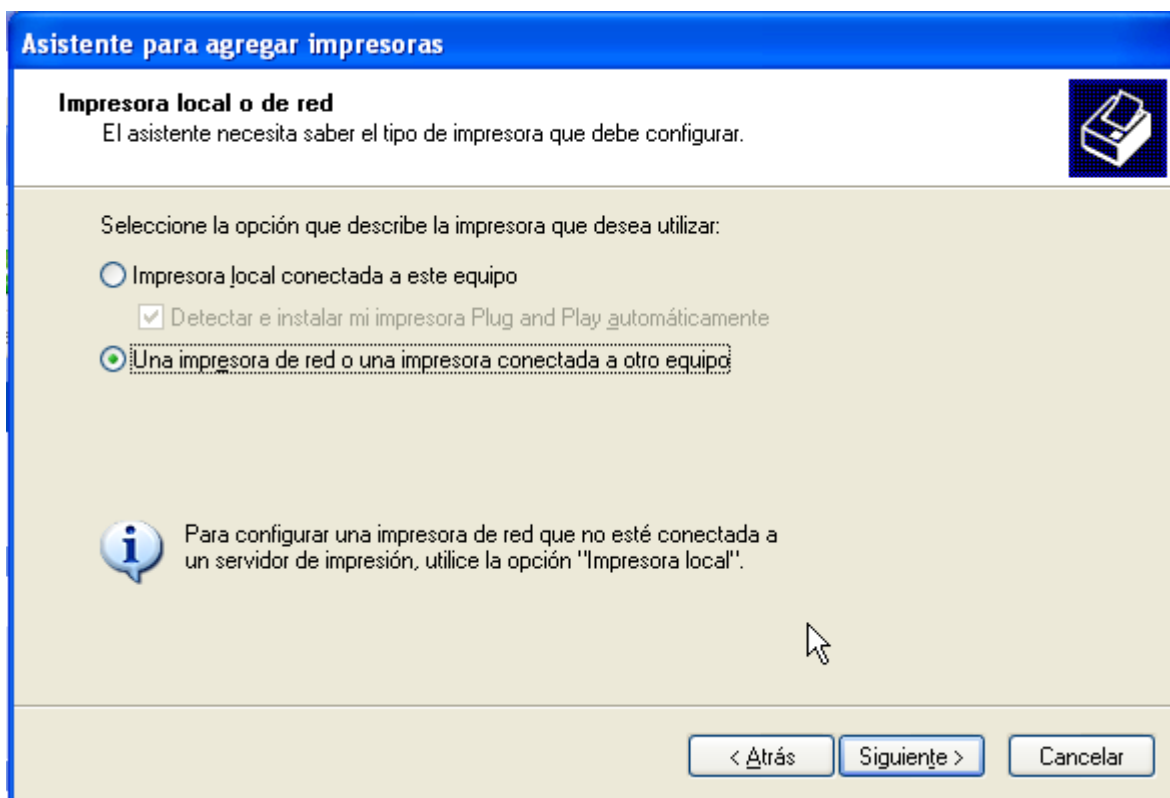 Asistente para agregar impresoras
Impresora local o de red
El asistente necesita saber el tipo de impresora que debe configurar.
Seleccione la opción que describe la impresora que desea utilizar:
Impresora local conectada a este equipo
Detectar e instalar mi impresora Plug and Play automáticamente
Una impresora de red o una impresora conectada a otro equipo
Para configurar una impresora de red que no esté conectada a
un servidor de impresión, utilice la opción "Impresora local".
< Atrás Siguiente > Cancelar